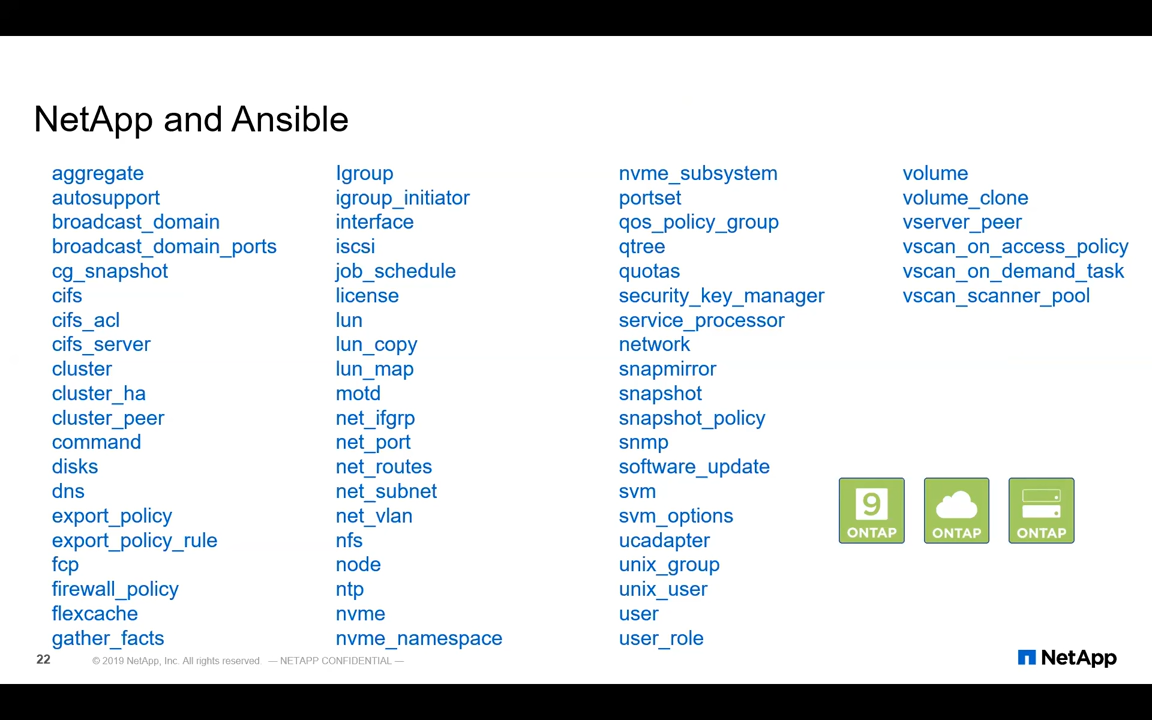 NetApp and Ansible
aggregate
autosupport
broadcast_domain
broadcast_domain_ports
cg_snapshot
cifs
cifs_acl
cifs_server
cluster
cluster_ha
cluster_peer
command
disks
dns
export_policy
export_policy_rule
fcp
firewall_policy
flexcache
gather_facts
Igroup
igroup_initiator
interface
iscsi
job_schedule
license
lun
lun_copy
lun_map
motd
net_ifgrp
net_port
net_routes
net_subnet
net_vlan
nfs
node
ntp
nvme
nvme_namespace
nvme_subsystem
portset
qos_policy_group
qtree
quotas
security_key_manager
service_processor
network
snapmirror
snapshot
snapshot_policy
snmp
software_update
svm
svm_options
ucadapter
unix_group
unix_user
user
user_role
volume
volume_clone
vserver_peer
vscan_on_access_policy
vscan_on_demand_task
vscan_scanner_pool
9
ONTAP
ONTAP
ONTAP
22
© 2019 NetApp, Inc. All rights reserved. — NETAPP CONFIDENTIAL —
NetApp